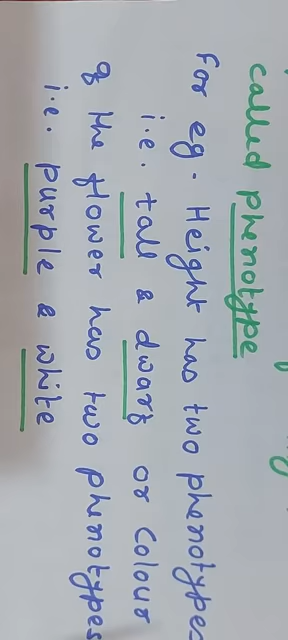 called phenotype
For eg. Height has two phenotypes
i.e. tall & dwarf or colour
of the flower has two phenotypes
i.e. purple & white